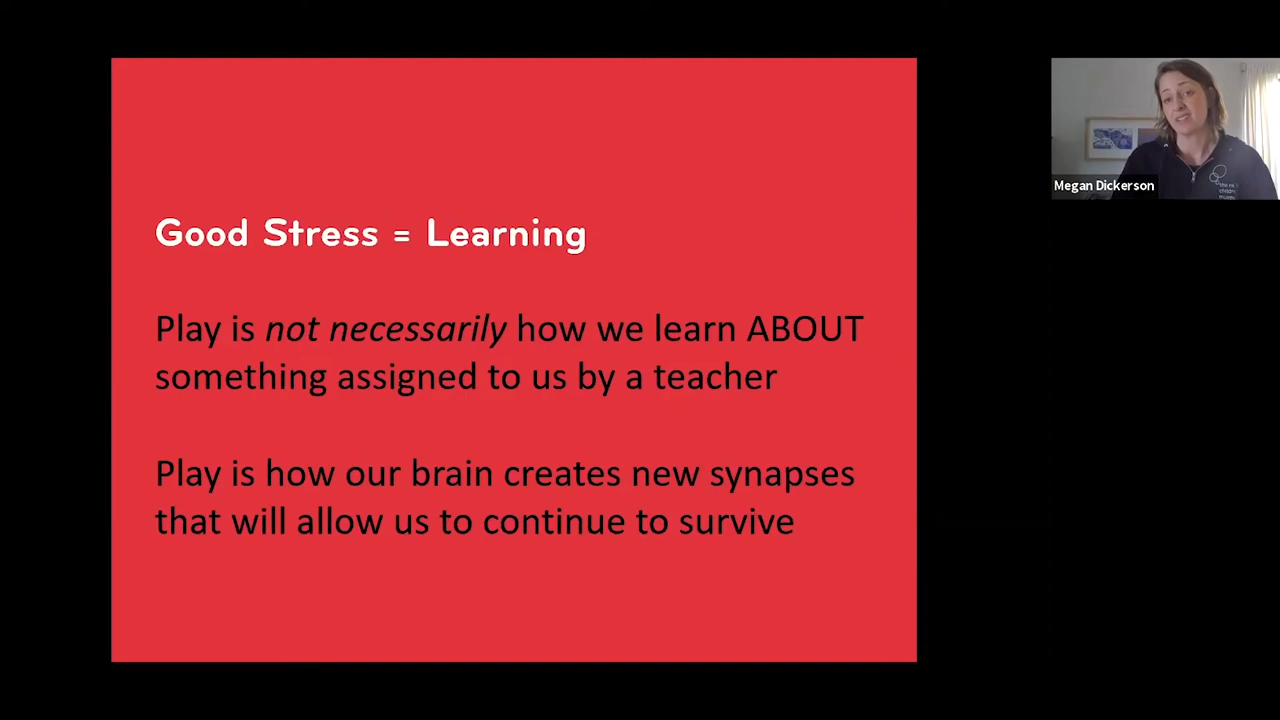 Good Stress = Learning
Play is not necessarily how we learn ABOUT
something assigned to us by a teacher
Play is how our brain creates new synapses
that will allow us to continue to survive
Megan Dickerson